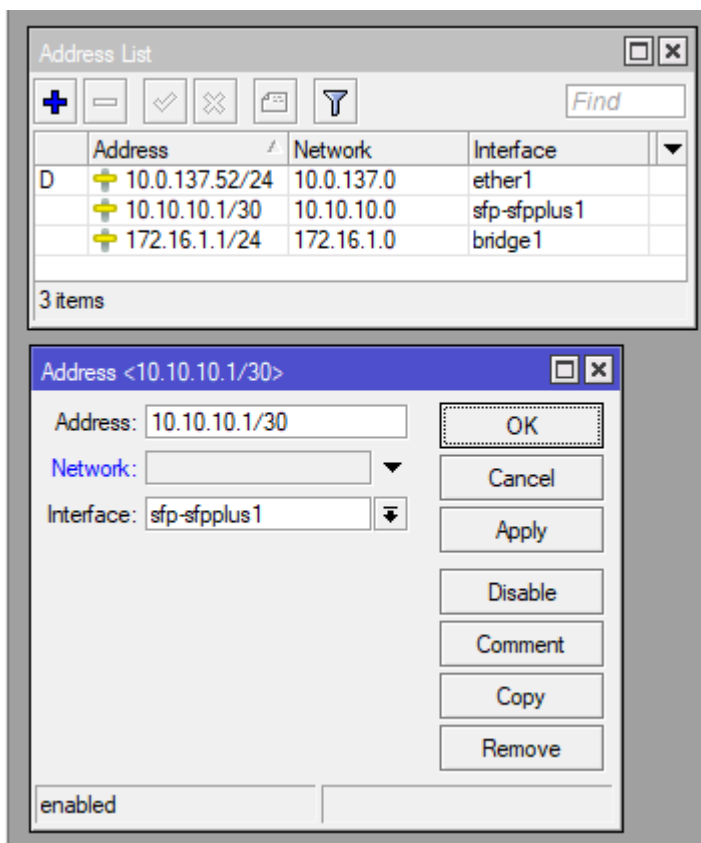 Address List
Find
Address Network Interface
D 10.0.137.52/24 10.0.137.0 ether1
10.10.10.1/30 10.10.10.0 sfp-sfpplus1
172.16.1.1/24 172.16.1.0 bridge1
3 items
Address <10.10.10.1/30>
Address: 10.10.10.1/30 OK
Network: Cancel
Interface: sfp-sfpplus1 Apply
Disable
Comment
Copy
Remove
enabled